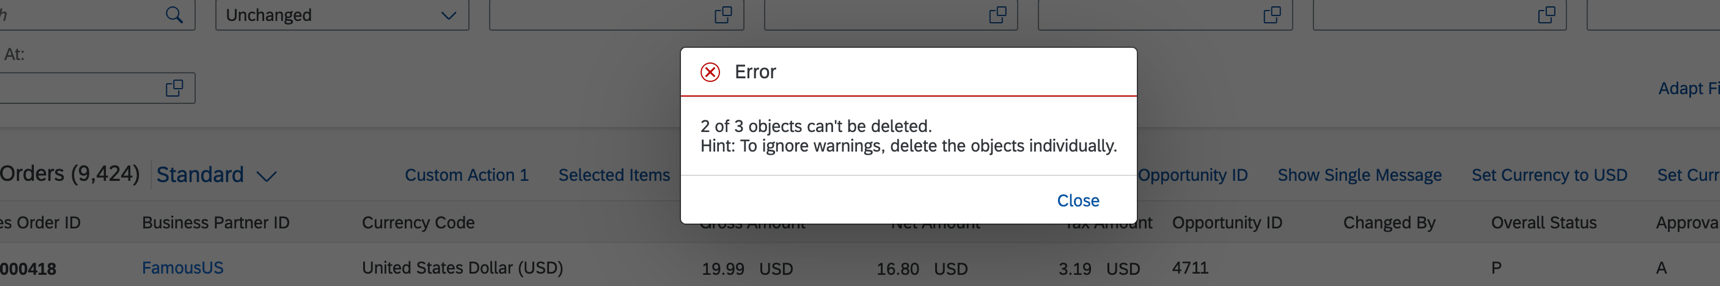 h
Unchanged
At:
Adapt Fi
Error
2 of 3 objects can't be deleted.
Hint: To ignore warnings, delete the objects individually.
Close
Orders (9,424) Standard Custom Action 1 Selected Items Opportunity ID Show Single Message Set Currency to USD Set Curr
es Order ID Business Partner ID Currency Code Gross Amount Net Amount Tax Amount Opportunity ID Changed By Overall Status Approva
000418 FamousUS United States Dollar (USD) 19.99 USD 16.80 USD 3.19 USD 4711 P A